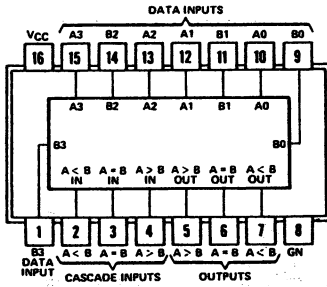 DATA INPUTS
VCC A3 B2 A2 A1 B1 A0 B0
16 15 14 13 12 11 10 9
A3 B2 A2 A1 B1 A0
B3 B0
A < B A = B A > B A > B A = B A < B
IN IN IN OUT OUT OUT
1 2 3 4 5 6 7 8
B3 A < B A = B A > B A > B A = B A < B GN
DATA
INPUT
CASCADE INPUTS OUTPUTS